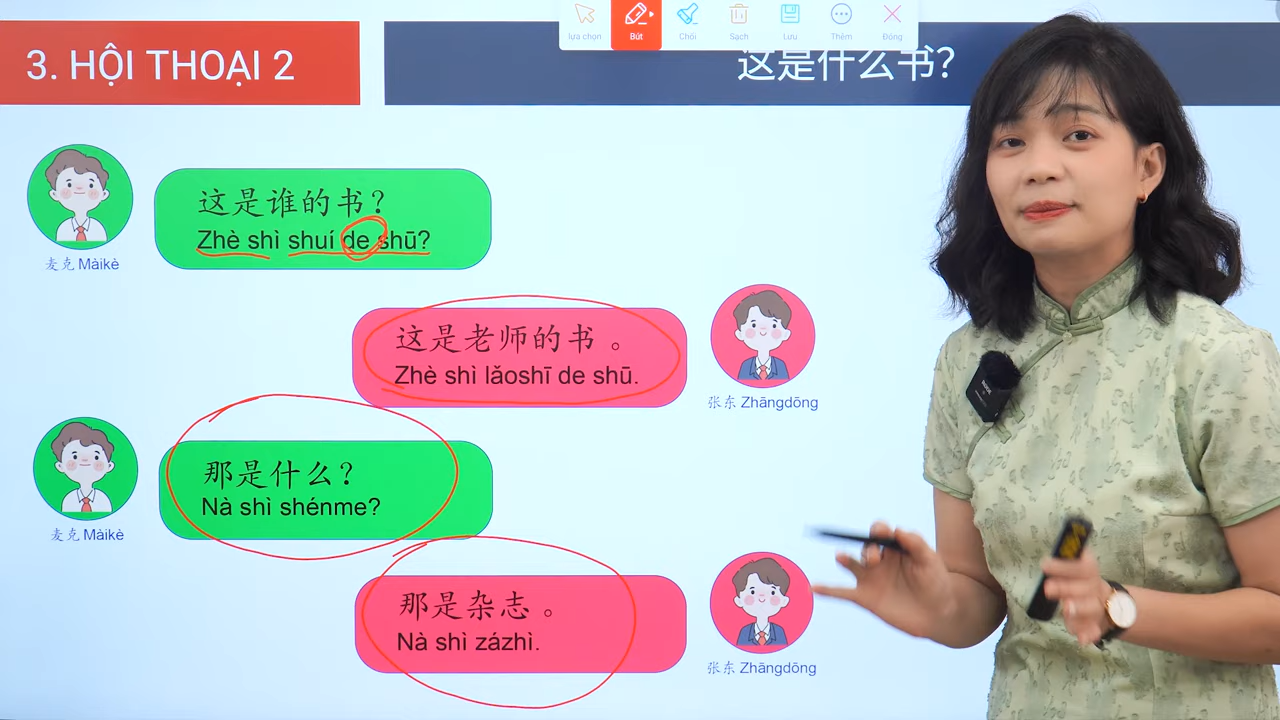 lựa chọn
Bút
Chổi
Sạch
Lưu
Thêm
Đóng
3. HỘI THOẠI 2
这是什么书?
这是谁的书?
Zhè shì shuí de shū?
麦克 Màikè
这是老师的书。
Zhè shì lǎoshī de shū.
张东 Zhāngdōng
那是什么?
Nà shì shénme?
麦克 Màikè
那是杂志。
Nà shì zázhì.
张东 Zhāngdōng